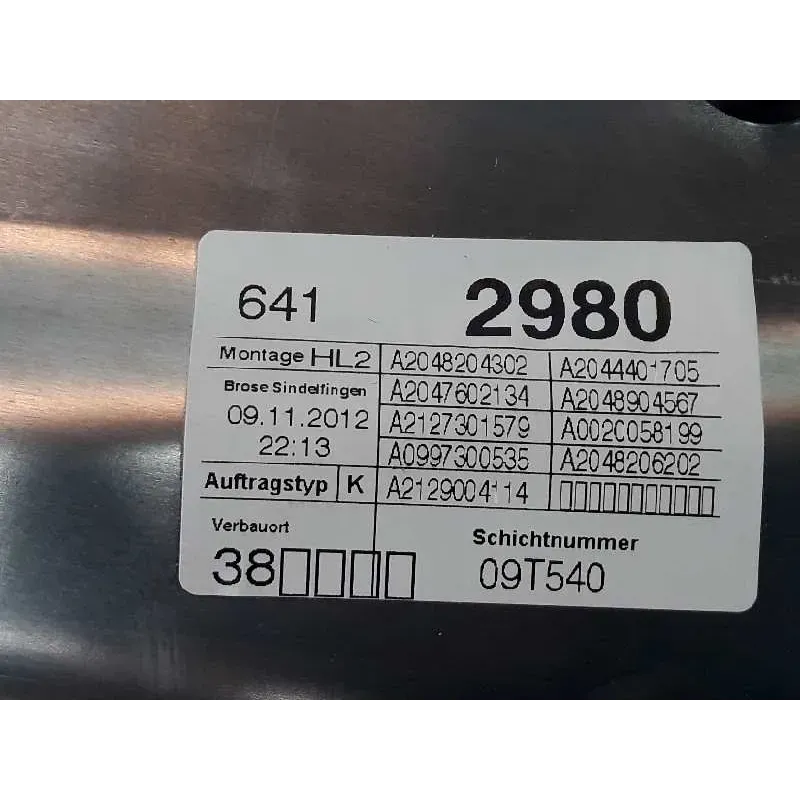 641 2980
Montage HL2 A2048204302 A2044401705
Brose Sindelfingen A2047602134 A2048904567
09.11.2012 A2127301579 A0020058199
22:13 A0997300535 A2048206202
Auftragstyp K A2129004114 ▯▯▯▯▯▯▯▯▯▯▯
Verbauort Schichtnummer
38▯▯▯▯ 09T540